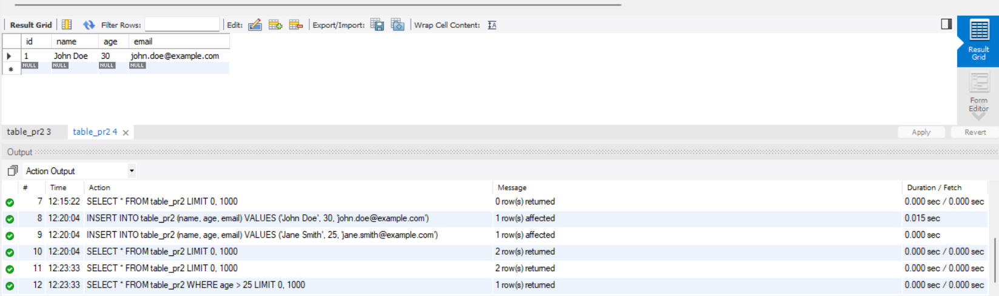 Result Grid Filter Rows: Edit: Export/Import: Wrap Cell Content: IA
id name age email
1 John Doe 30 john.doe@example.com
NULL NULL NULL NULL
Result
Grid
Form
Editor
table_pr2 3 table_pr2 4 Apply Revert
Output
Action Output
# Time Action Message Duration / Fetch
7 12:15:22 SELECT * FROM table_pr2 LIMIT 0, 1000 0 row(s) returned 0.000 sec / 0.000 sec
8 12:20:04 INSERT INTO table_pr2 (name, age, email) VALUES ('John Doe', 30, 'john.doe@example.com') 1 row(s) affected 0.015 sec
9 12:20:04 INSERT INTO table_pr2 (name, age, email) VALUES ('Jane Smith', 25, 'jane.smith@example.com') 1 row(s) affected 0.000 sec
10 12:20:04 SELECT * FROM table_pr2 LIMIT 0, 1000 2 row(s) returned 0.000 sec / 0.000 sec
11 12:23:33 SELECT * FROM table_pr2 LIMIT 0, 1000 2 row(s) returned 0.000 sec / 0.000 sec
12 12:23:33 SELECT * FROM table_pr2 WHERE age > 25 LIMIT 0, 1000 1 row(s) returned 0.000 sec / 0.000 sec